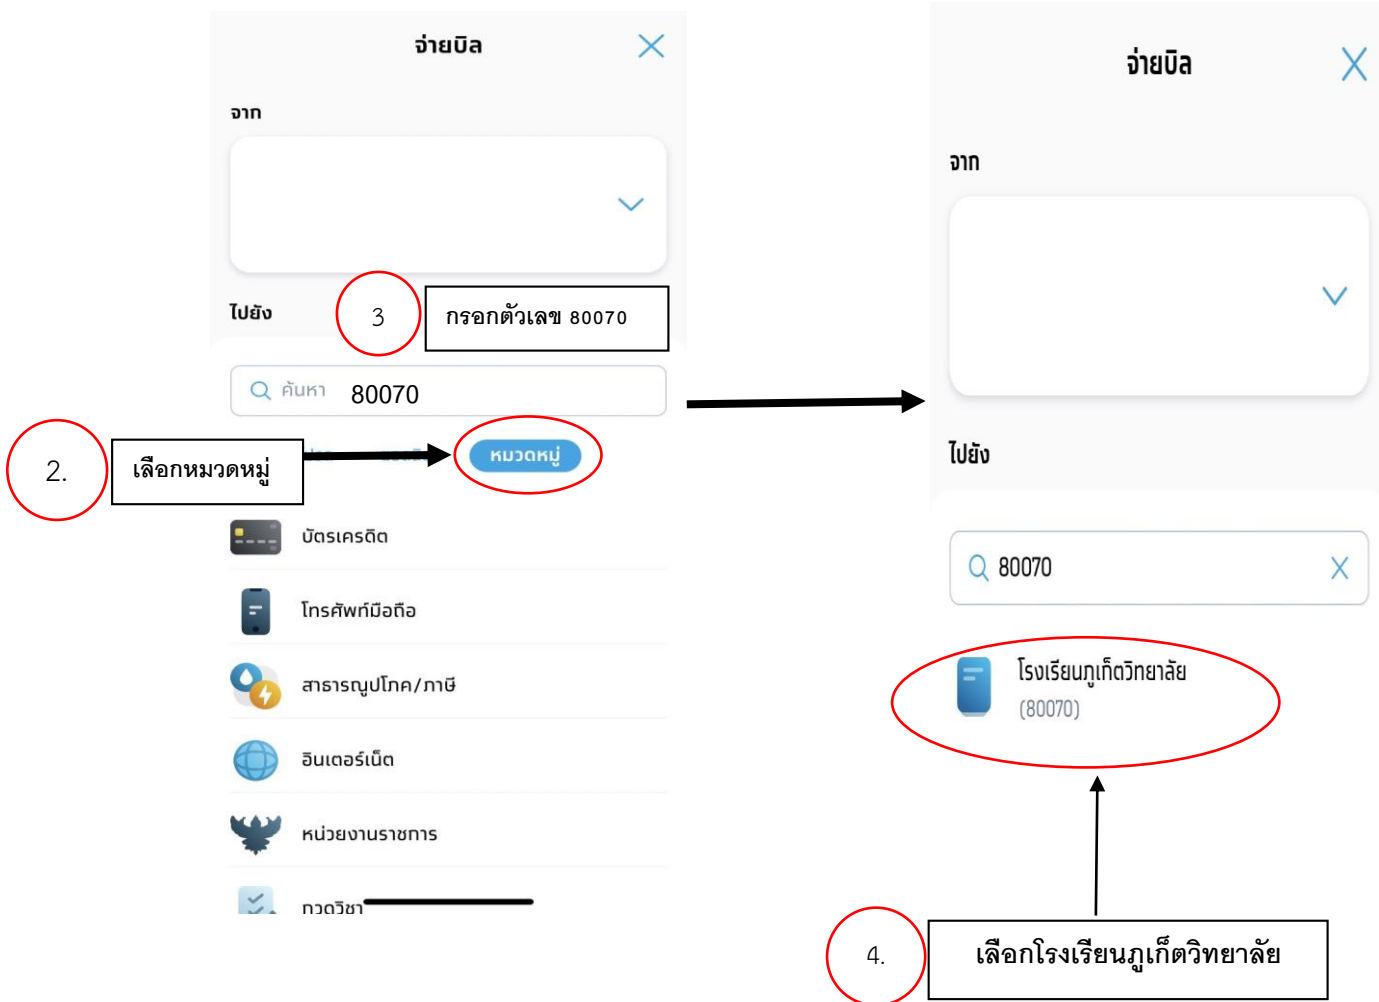 จ่ายบิล
จาก
ไปยัง
3
กรอกตัวเลข 80070
ค้นหา 80070
2.
เลือกหมวดหมู่
หมวดหมู่
บัตรเครดิต
โทรศัพท์มือถือ
สาธารณูปโภค/ภาษี
อินเตอร์เน็ต
หน่วยงานราชการ
กวดวิชา
จ่ายบิล
จาก
ไปยัง
80070
โรงเรียนภูเก็ตวิทยาลัย
(80070)
4.
เลือกโรงเรียนภูเก็ตวิทยาลัย